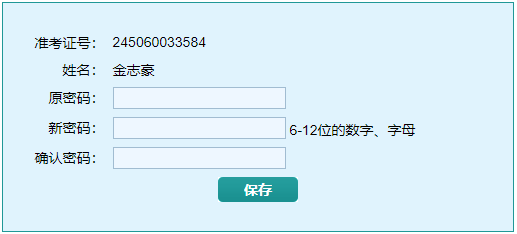 准考证号： 245060033584
姓名： 金志豪
原密码：
新密码： 6-12位的数字、字母
确认密码：
保存